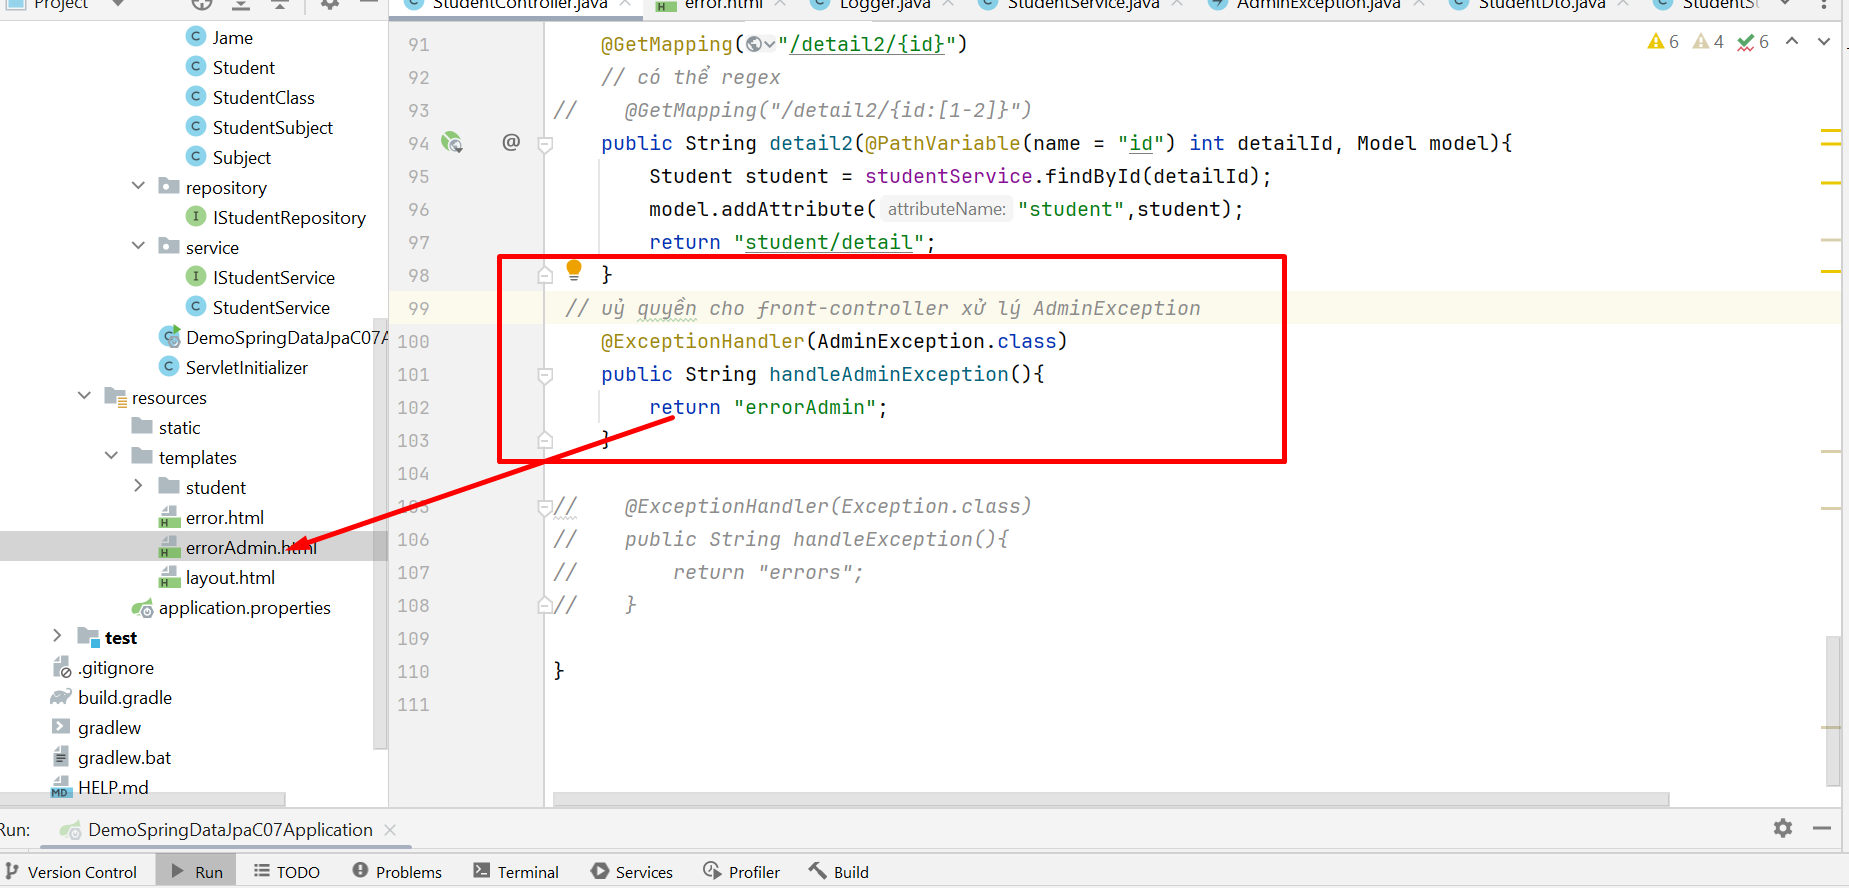 Project
StudentController.java
error.html
Logger.java
StudentService.java
AdminException.java
StudentDto.java
Jame
Student
StudentClass
StudentSubject
Subject
repository
IStudentRepository
service
IStudentService
StudentService
DemoSpringDataJpaC07A
ServletInitializer
resources
static
templates
student
error.html
errorAdmin.html
layout.html
application.properties
test
.gitignore
build.gradle
gradlew
gradlew.bat
HELP.md
6 4 6
91 @GetMapping("/detail2/{id}")
92 // có thể regex
93 // @GetMapping("/detail2/{id:[1-2]}")
94 @ public String detail2(@PathVariable(name = "id") int detailId, Model model){
95 Student student = studentService.findById(detailId);
96 model.addAttribute( attributeName: "student",student);
97 return "student/detail";
98 }
99 // uỷ quyền cho front-controller xử lý AdminException
100 @ExceptionHandler(AdminException.class)
101 public String handleAdminException(){
102 return "errorAdmin";
103 }
104
105 // @ExceptionHandler(Exception.class)
106 // public String handleException(){
107 // return "errors";
108 // }
109
110 }
111
Run: DemoSpringDataJpaC07Application
Version Control Run TODO Problems Terminal Services Profiler Build